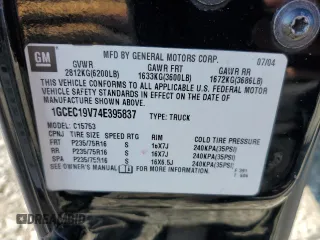 GM
MFD BY GENERAL MOTORS CORP. 07/04
GVWR GAWR FRT GAWR RR
2812KG(6200LB) 1633KG(3600LB) 1672KG(3686LB)
THIS VEHICLE CONFORMS TO ALL APPLICABLE U.S. FEDERAL MOTOR
VEHICLE SAFETY AND THEFT PREVENTION STANDARDS IN EFFECT ON
THE DATE OF MANUFACTURE SHOWN ABOVE.
1GCEC19V74E395837 TYPE: TRUCK
MODEL: C15753
CPNJ TIRE SIZE SPEED RTG RIM COLD TIRE PRESSURE
FRT P235/75R16 S 16X7J 240KPA(35PSI)
RR P235/75R16 S 16X7J 240KPA(35PSI)
SPA P235/75R16 S 16X6.5J 240KPA(35PSI)
SEE OWNER'S MANUAL FOR ADDITIONAL INFORMATION